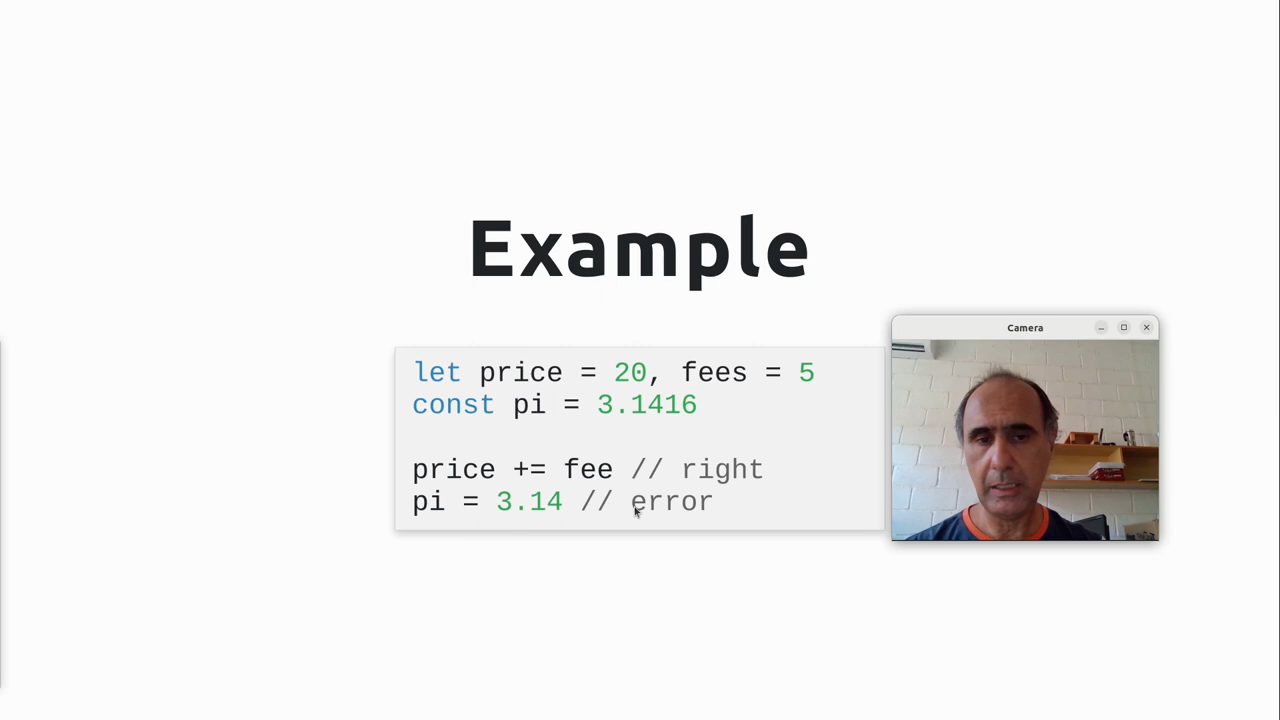 Example
let price = 20, fees = 5
const pi = 3.1416
price += fee // right
pi = 3.14 // error
Camera